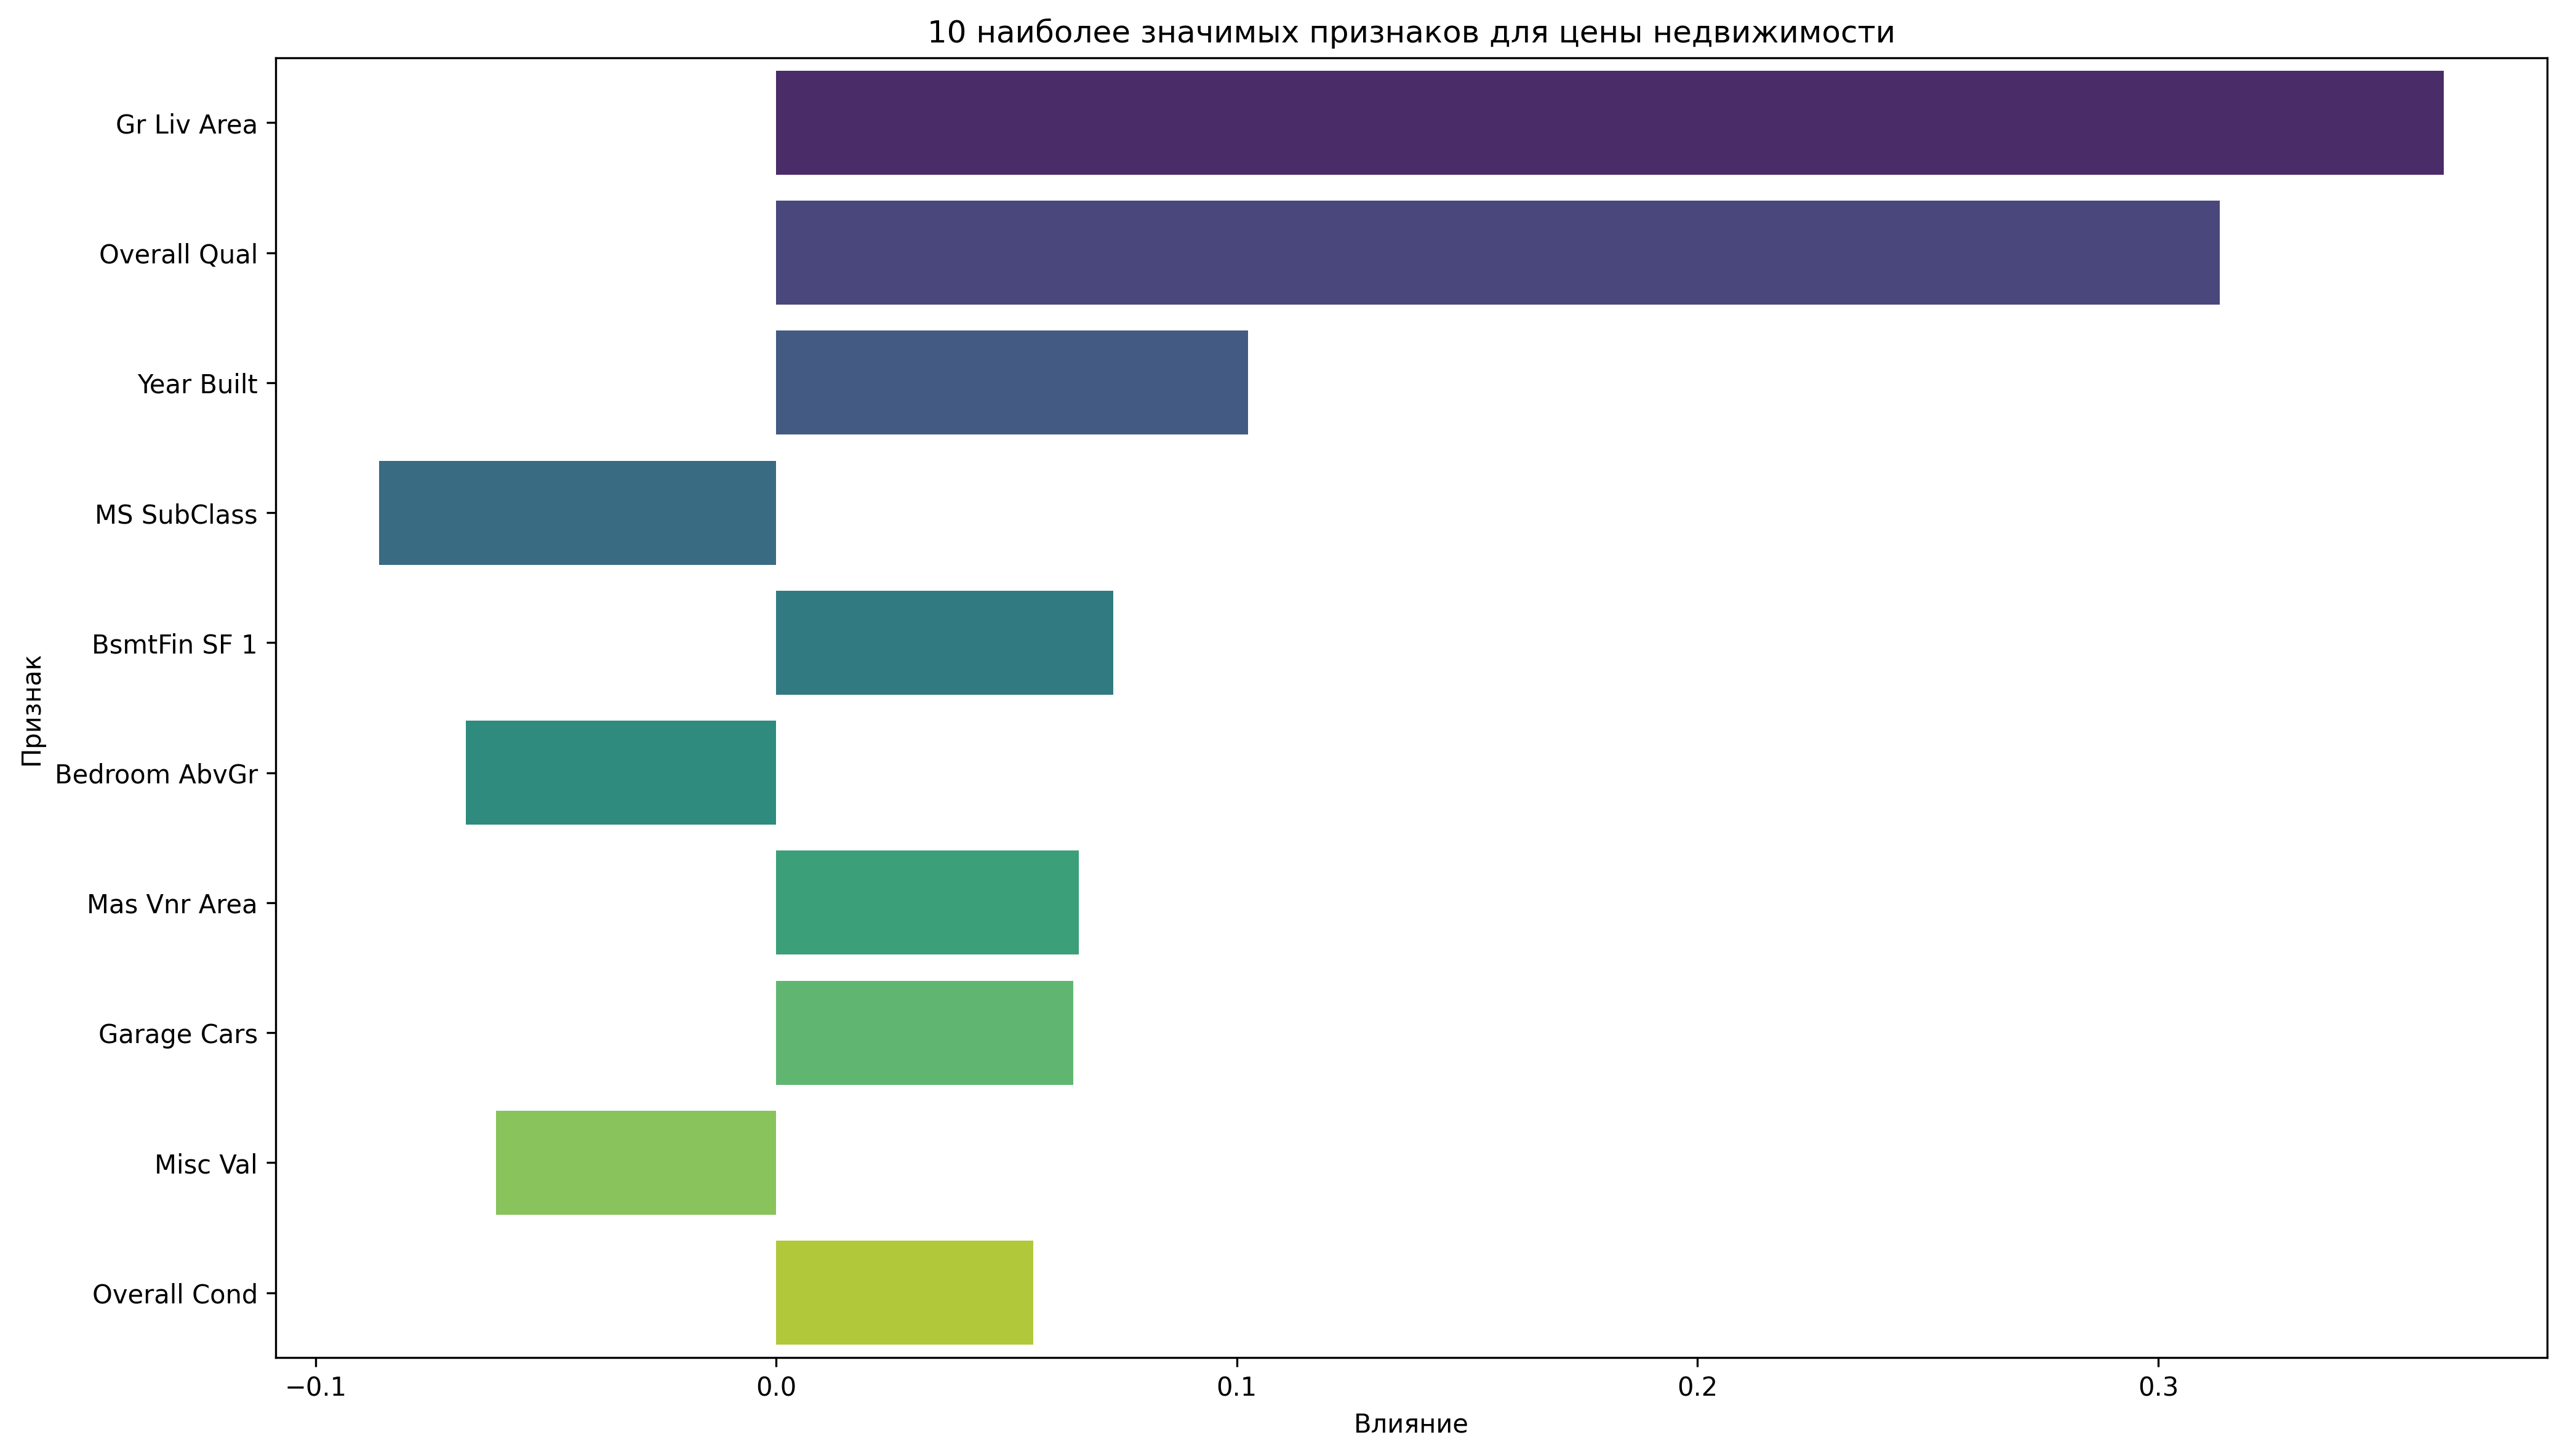 10 наиболее значимых признаков для цены недвижимости
Признак
Gr Liv Area
Overall Qual
Year Built
MS SubClass
BsmtFin SF 1
Bedroom AbvGr
Mas Vnr Area
Garage Cars
Misc Val
Overall Cond
−0.1 0.0 0.1 0.2 0.3
Влияние